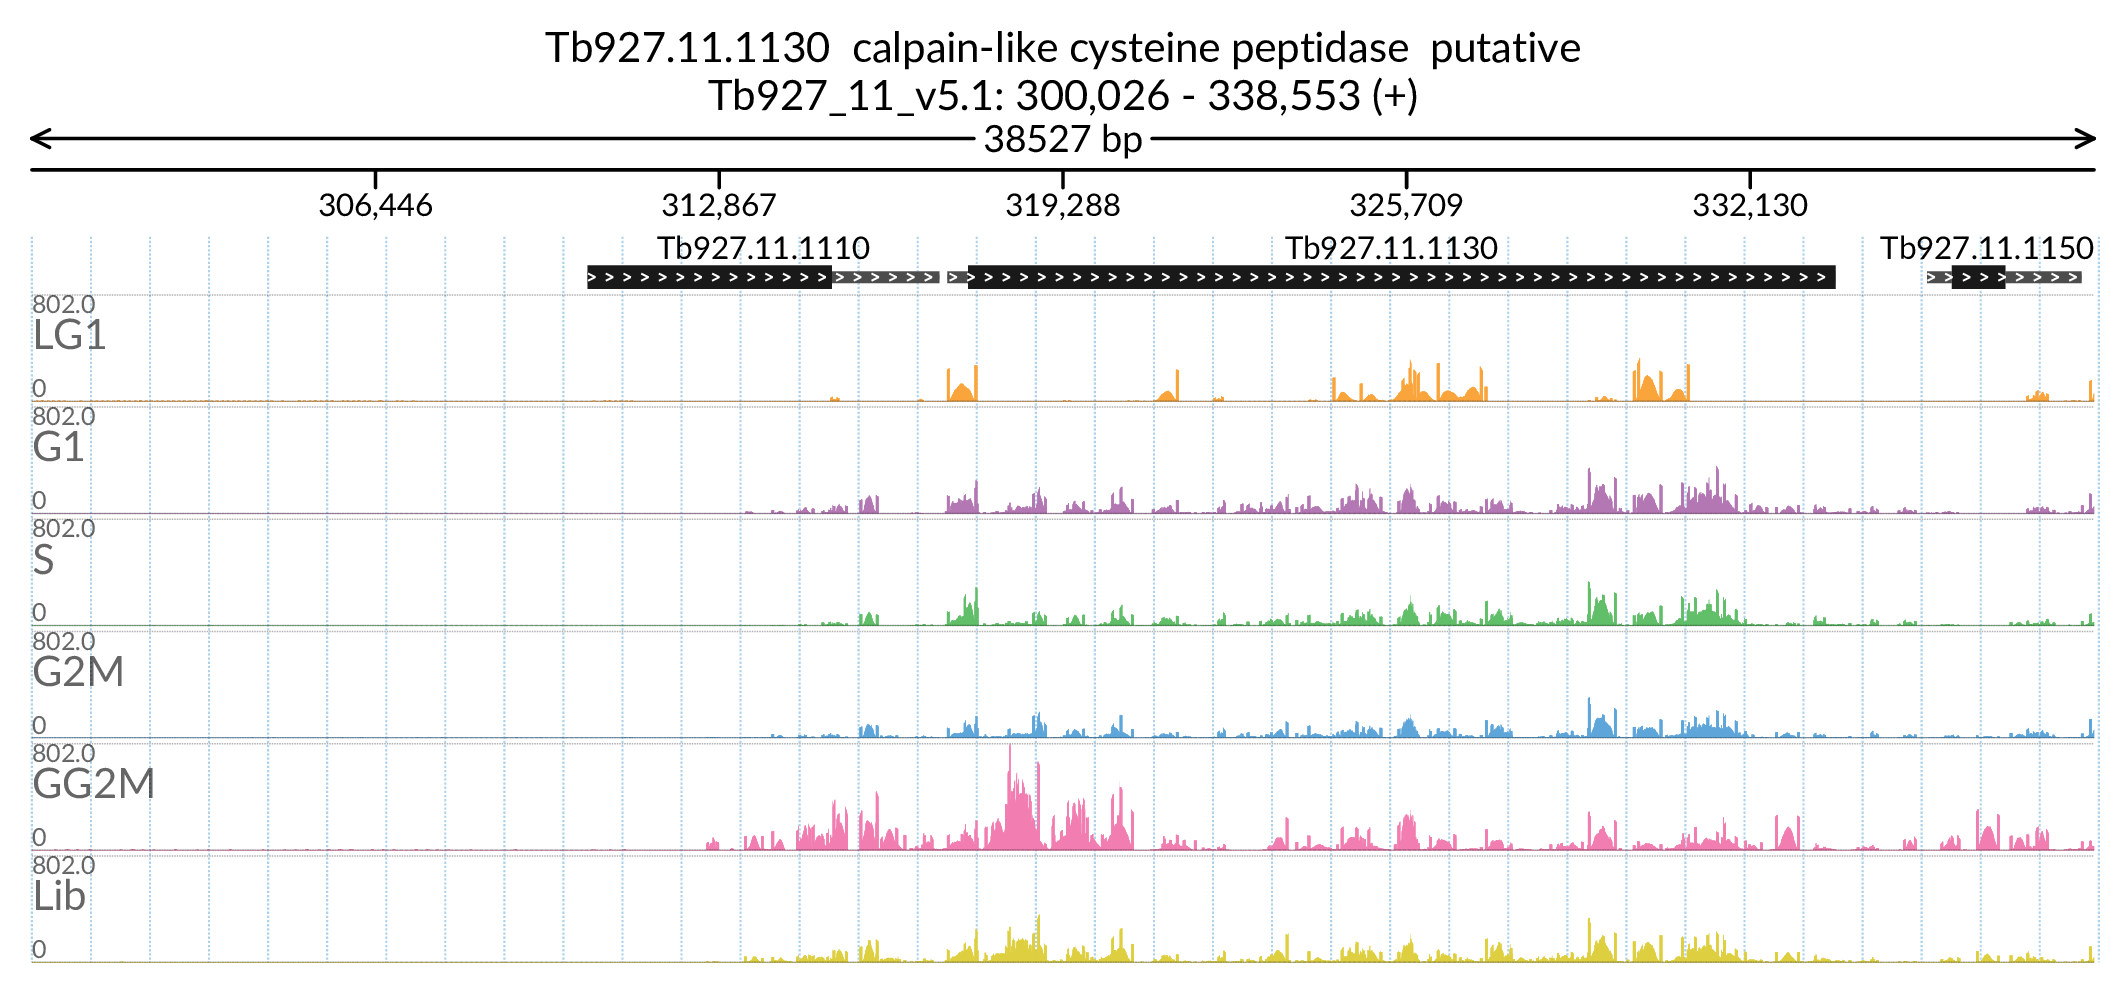 Tb927.11.1130  calpain-like cysteine peptidase  putative
Tb927_11_v5.1: 300,026 - 338,553 (+)
38527 bp
306,446 312,867 319,288 325,709 332,130
Tb927.11.1110 Tb927.11.1130 Tb927.11.1150
802.0
LG1
0
802.0
G1
0
802.0
S
0
802.0
G2M
0
802.0
GG2M
0
802.0
Lib
0